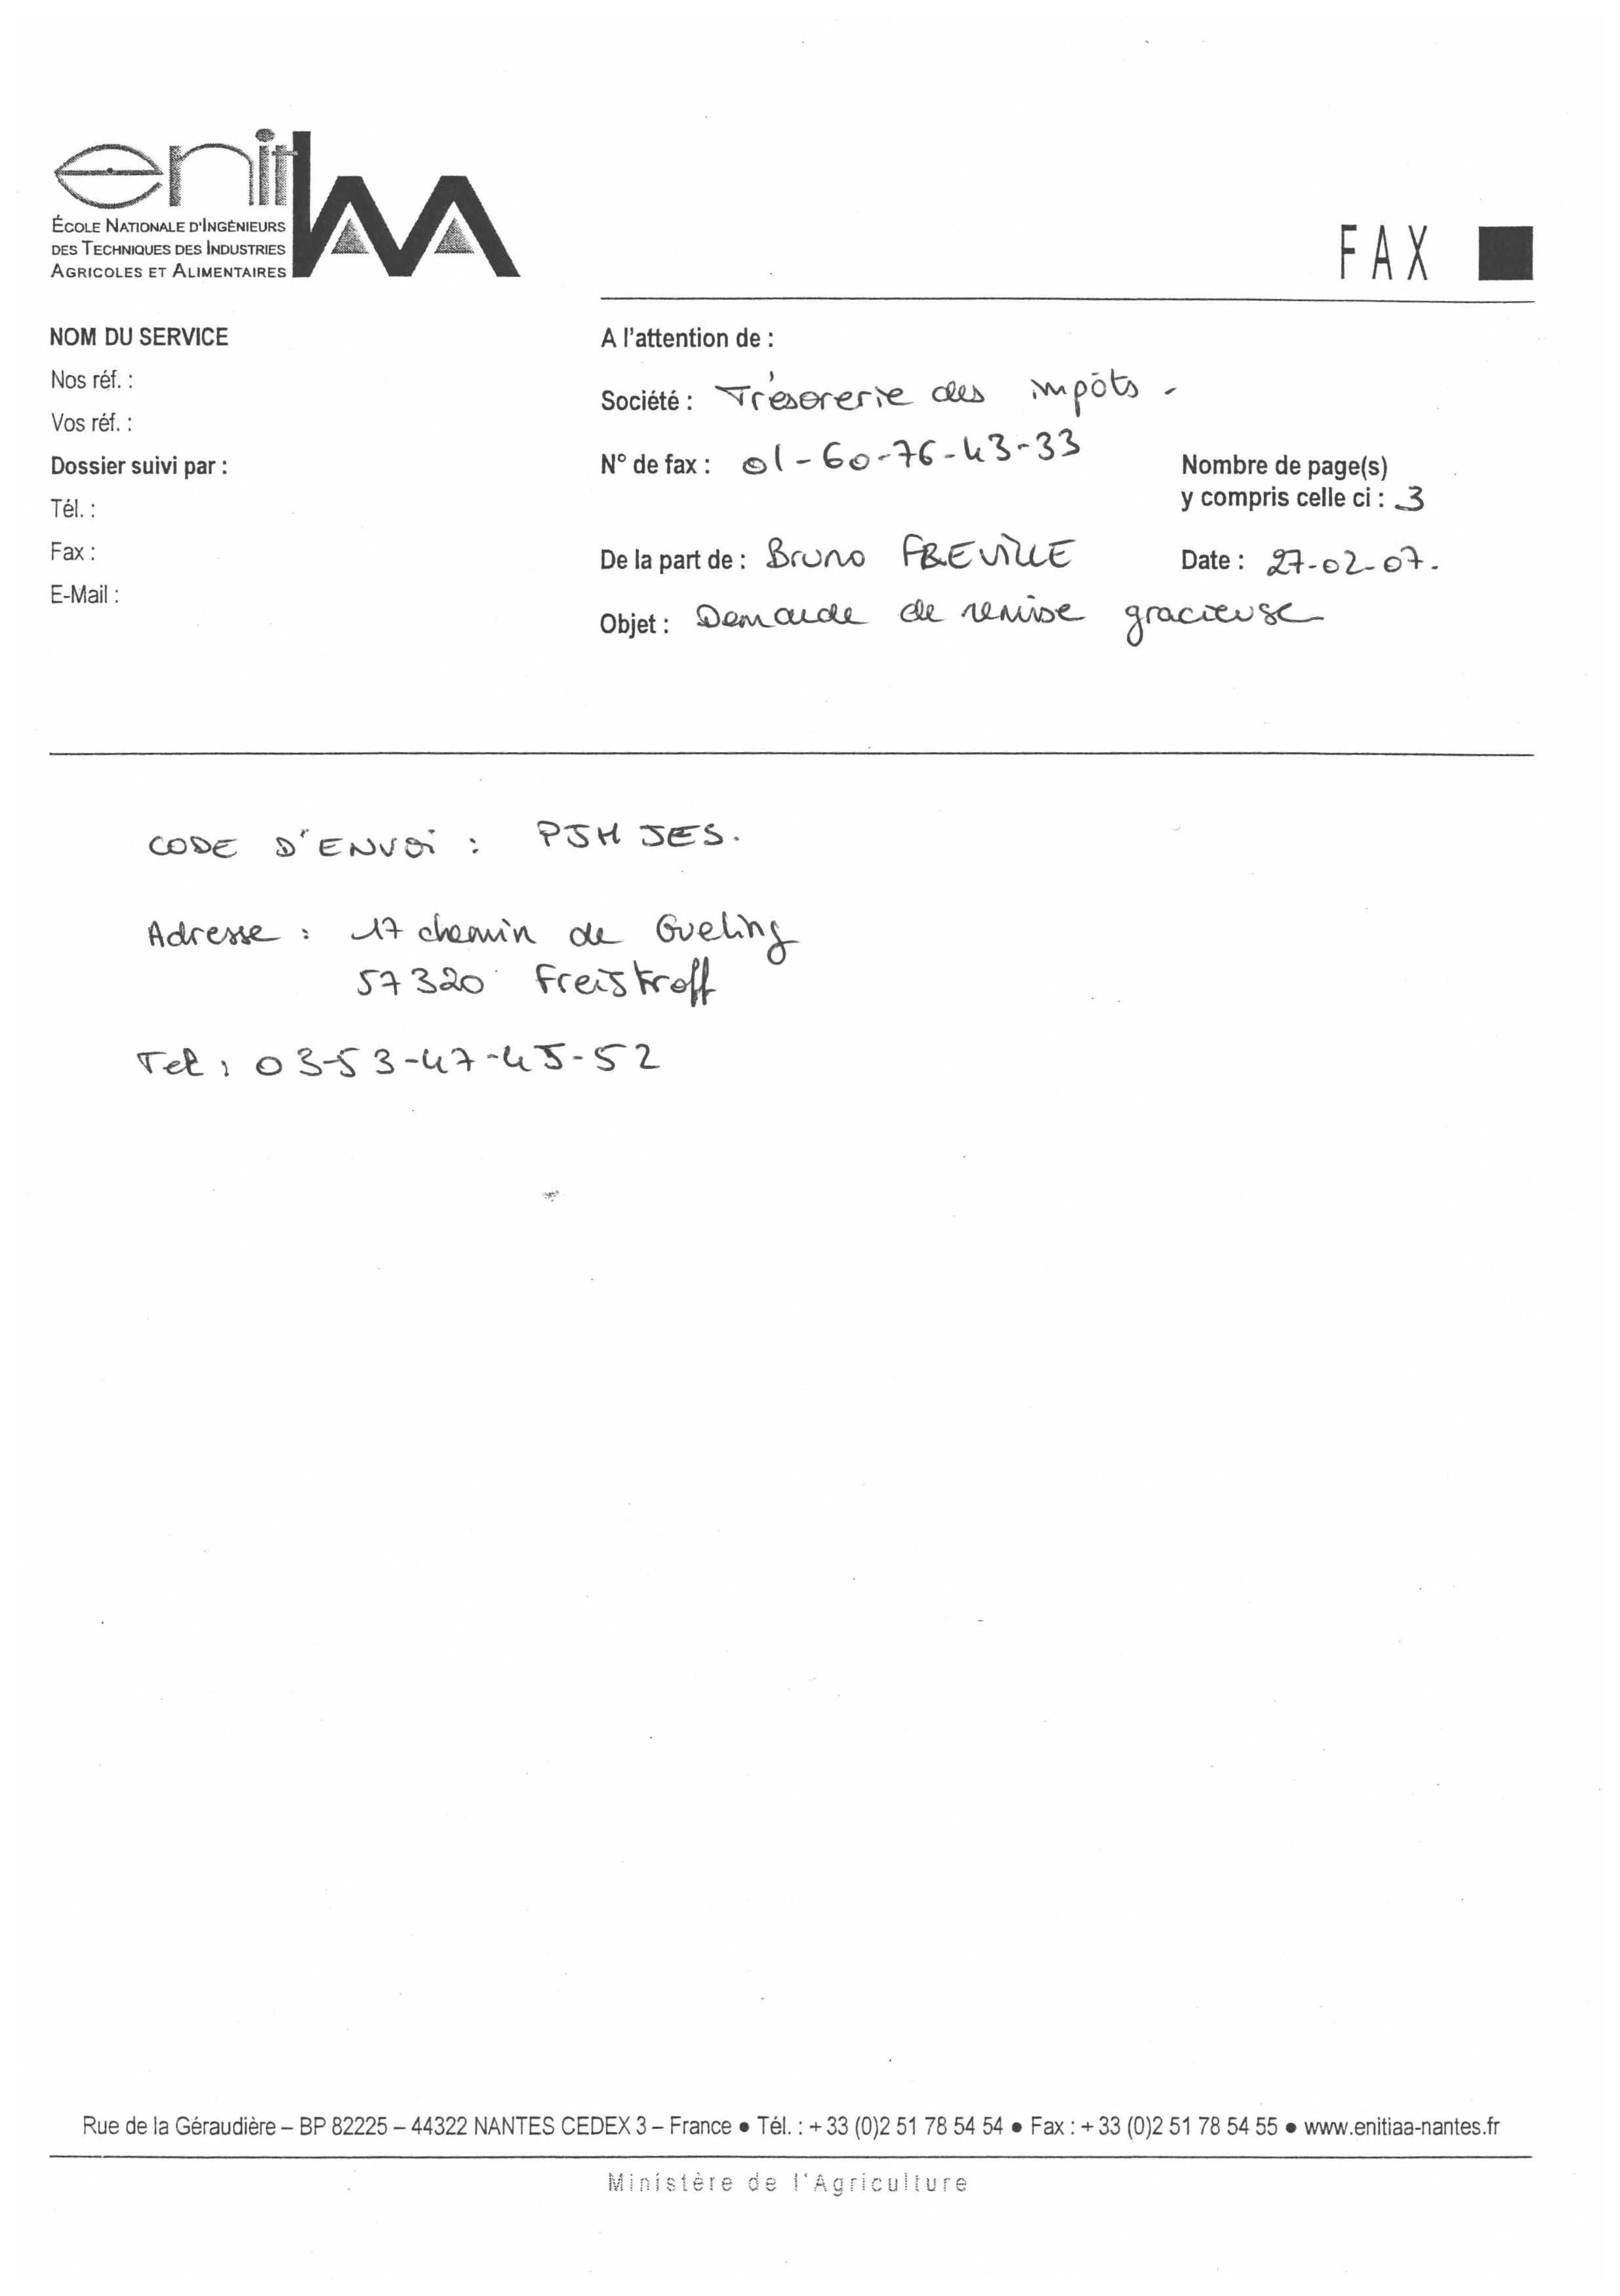 enitIAA
ÉCOLE NATIONALE D'INGÉNIEURS
DES TECHNIQUES DES INDUSTRIES
AGRICOLES ET ALIMENTAIRES
FAX
NOM DU SERVICE
Nos réf. :
Vos réf. :
Dossier suivi par :
Tél. :
Fax :
E-Mail :
A l'attention de :
Société : Trésorerie des impôts -
N° de fax : 01-60-76-43-33
Nombre de page(s)
y compris celle ci : 3
De la part de : Bruno FREVILLE
Date : 27-02-07.
Objet : Demande de remise gracieuse
CODE D'ENVOI : PJHJES.
Adresse : 17 chemin de Gueling
57320 Freistroff
Tel : 03-53-47-45-52
Rue de la Géraudière – BP 82225 – 44322 NANTES CEDEX 3 – France • Tél. : + 33 (0)2 51 78 54 54 • Fax : + 33 (0)2 51 78 54 55 • www.enitiaa-nantes.fr
Ministère de l'Agriculture